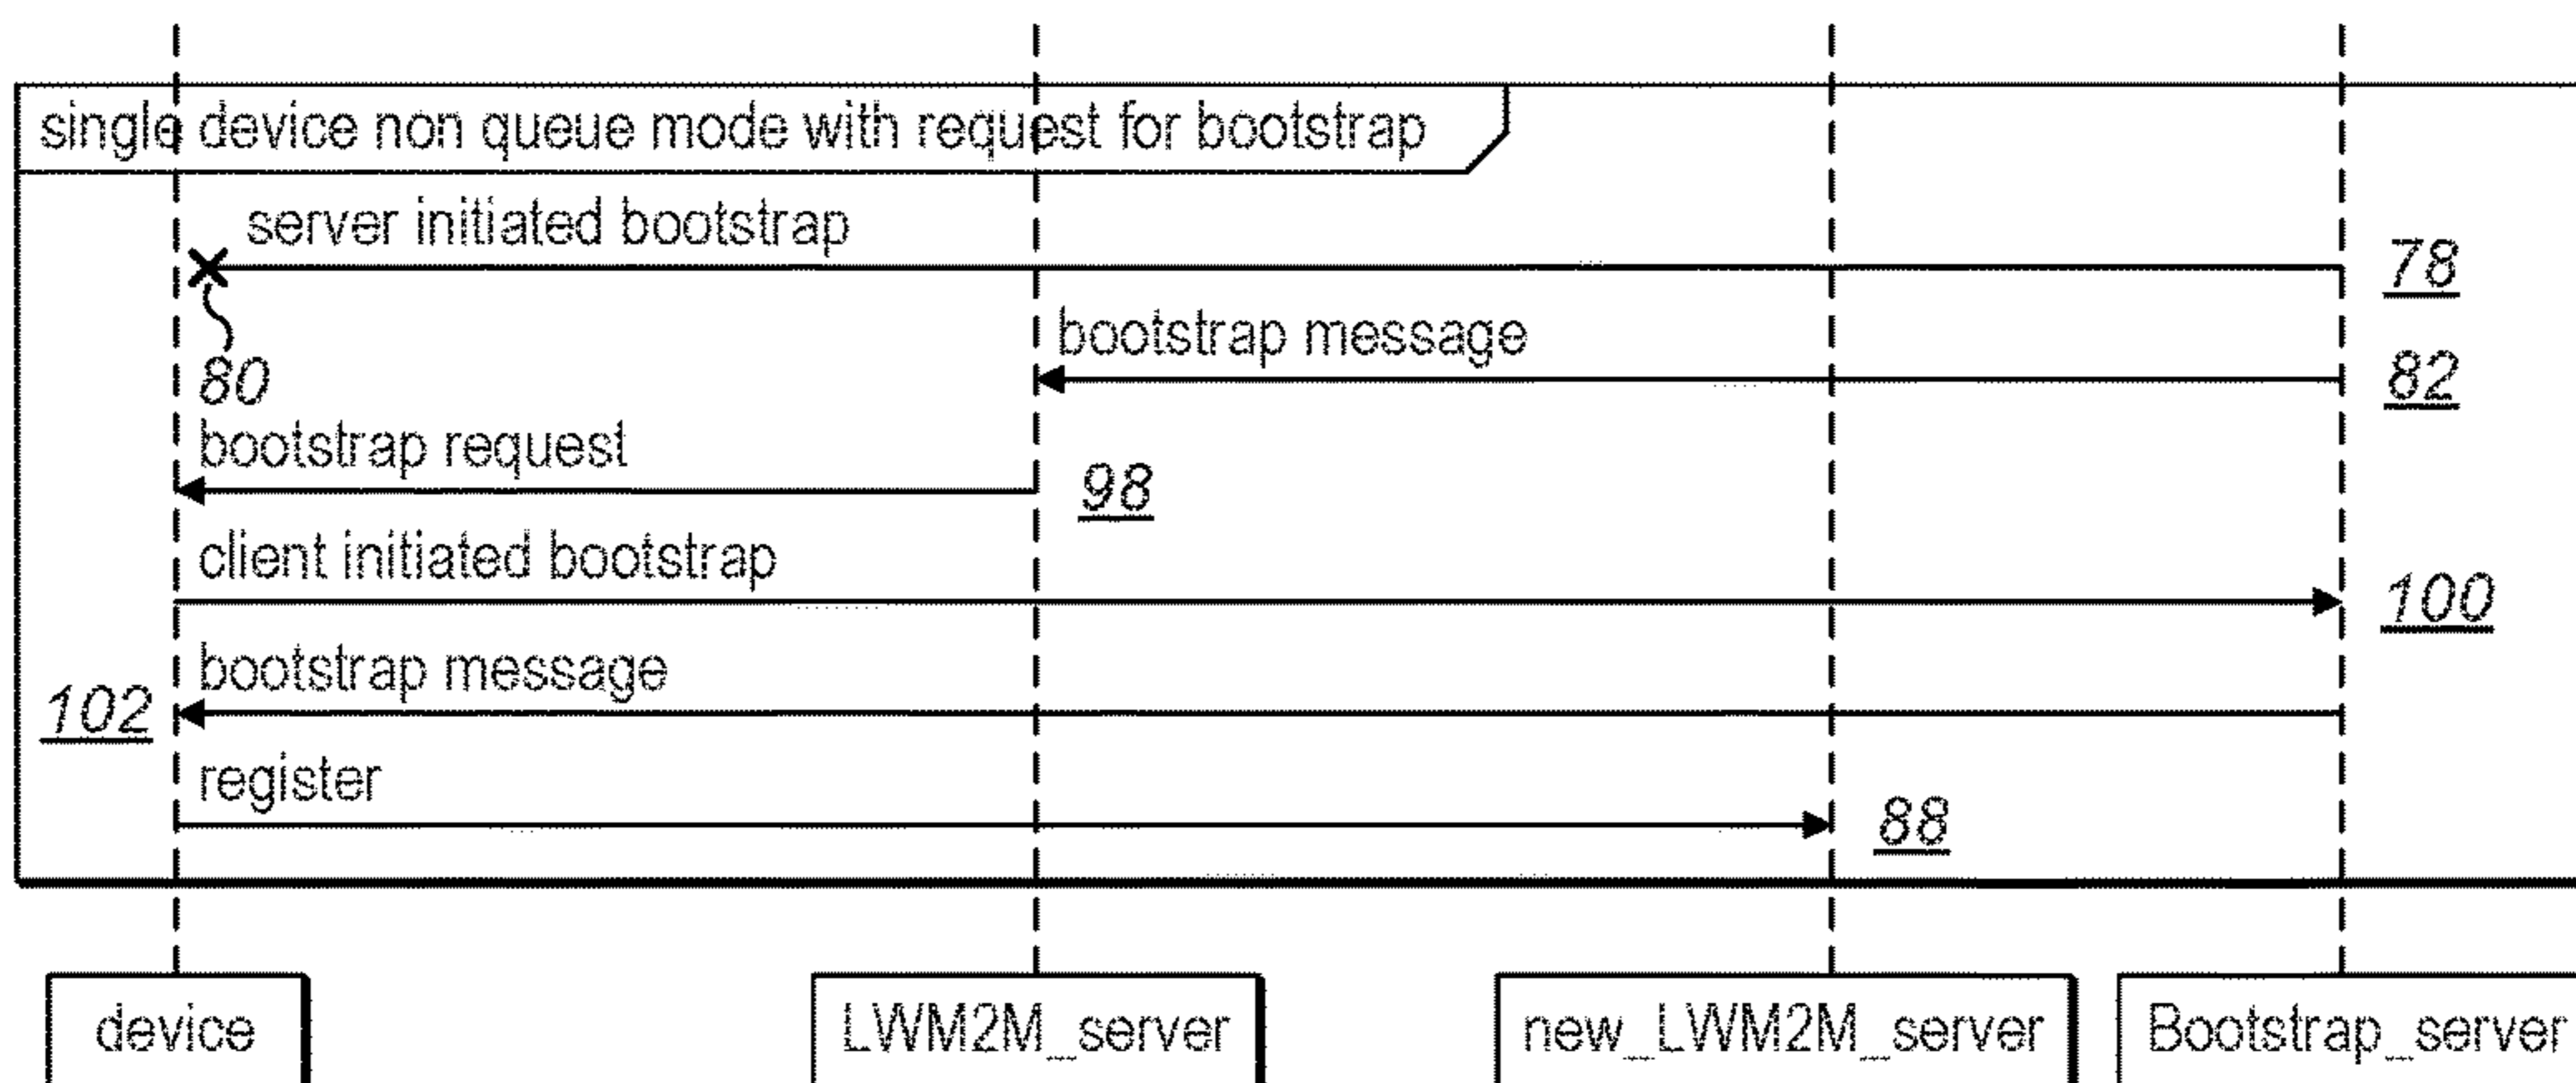 single device non queue mode with request for bootstrap
server initiated bootstrap
78
80
bootstrap message
82
bootstrap request
98
client initiated bootstrap
100
bootstrap message
102
register
88
device
LWM2M_server
new_LWM2M_server
Bootstrap_server